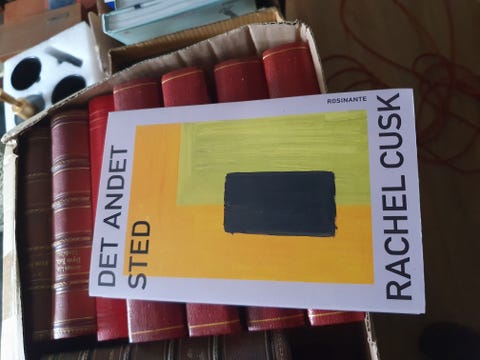 ROSINANTE
DET ANDET
STED
RACHEL CUSK